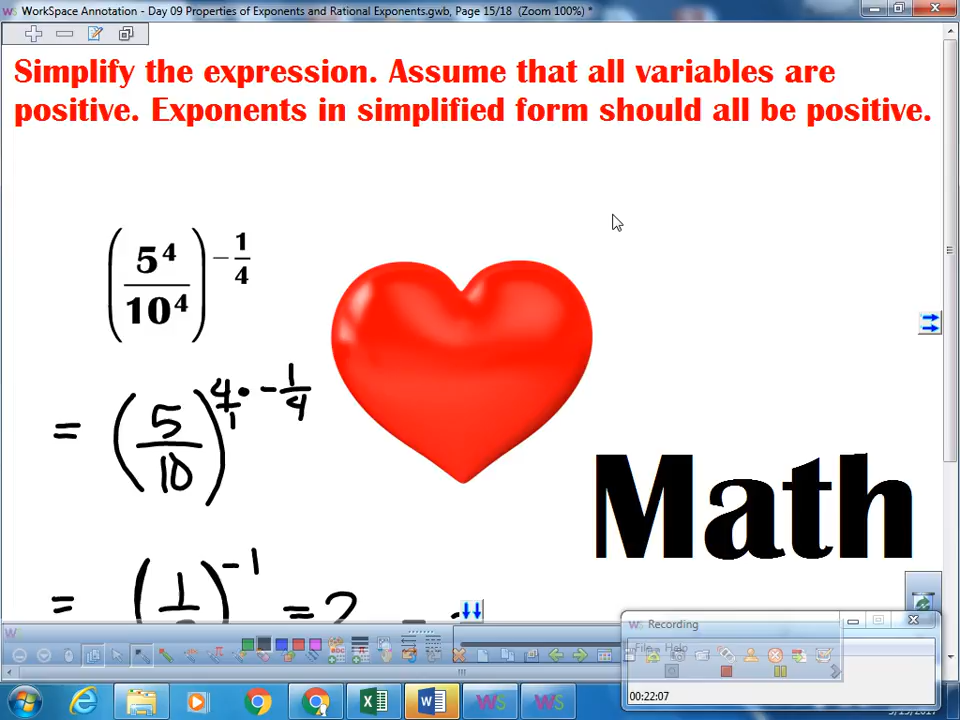 WorkSpace Annotation - Day 09 Properties of Exponents and Rational Exponents.gwb, Page 15/18 (Zoom 100%) *
Simplify the expression. Assume that all variables are
positive. Exponents in simplified form should all be positive.
(5⁴/10⁴)^-1/4
= (5/10)^4/1 · -1/4
Math
= (1/ )^-1 = 2
Recording
File Help
00:22:07